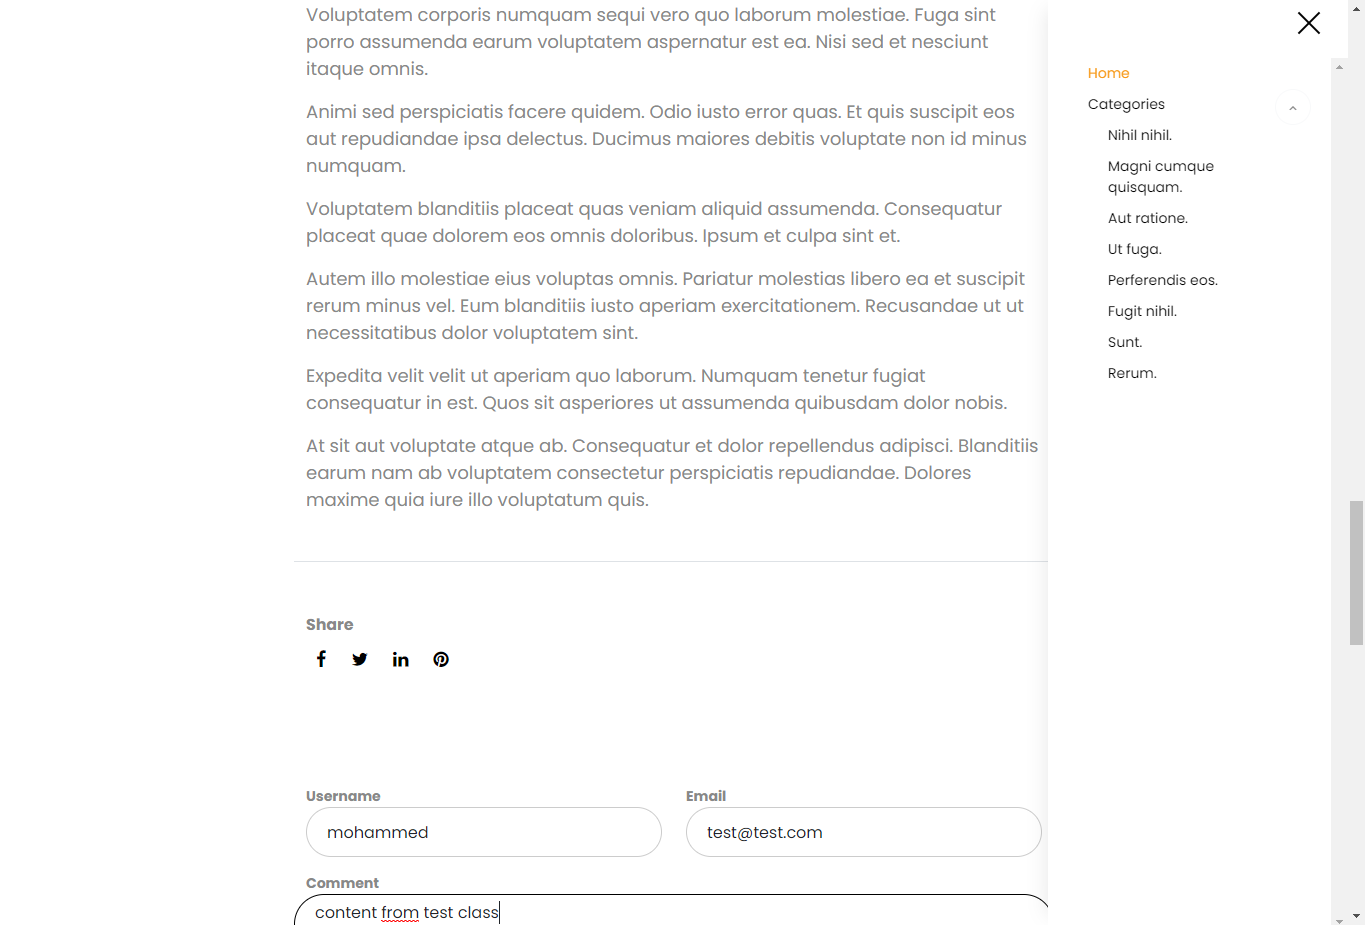 Voluptatem corporis numquam sequi vero quo laborum molestiae. Fuga sint
porro assumenda earum voluptatem aspernatur est ea. Nisi sed et nesciunt
itaque omnis.
Animi sed perspiciatis facere quidem. Odio iusto error quas. Et quis suscipit eos
aut repudiandae ipsa delectus. Ducimus maiores debitis voluptate non id minus
numquam.
Voluptatem blanditiis placeat quas veniam aliquid assumenda. Consequatur
placeat quae dolorem eos omnis doloribus. Ipsum et culpa sint et.
Autem illo molestiae eius voluptas omnis. Pariatur molestias libero ea et suscipit
rerum minus vel. Eum blanditiis iusto aperiam exercitationem. Recusandae ut ut
necessitatibus dolor voluptatem sint.
Expedita velit velit ut aperiam quo laborum. Numquam tenetur fugiat
consequatur in est. Quos sit asperiores ut assumenda quibusdam dolor nobis.
At sit aut voluptate atque ab. Consequatur et dolor repellendus adipisci. Blanditiis
earum nam ab voluptatem consectetur perspiciatis repudiandae. Dolores
maxime quia iure illo voluptatum quis.
Share
Username
mohammed
Email
test@test.com
Comment
content from test class
Home
Categories
Nihil nihil.
Magni cumque
quisquam.
Aut ratione.
Ut fuga.
Perferendis eos.
Fugit nihil.
Sunt.
Rerum.